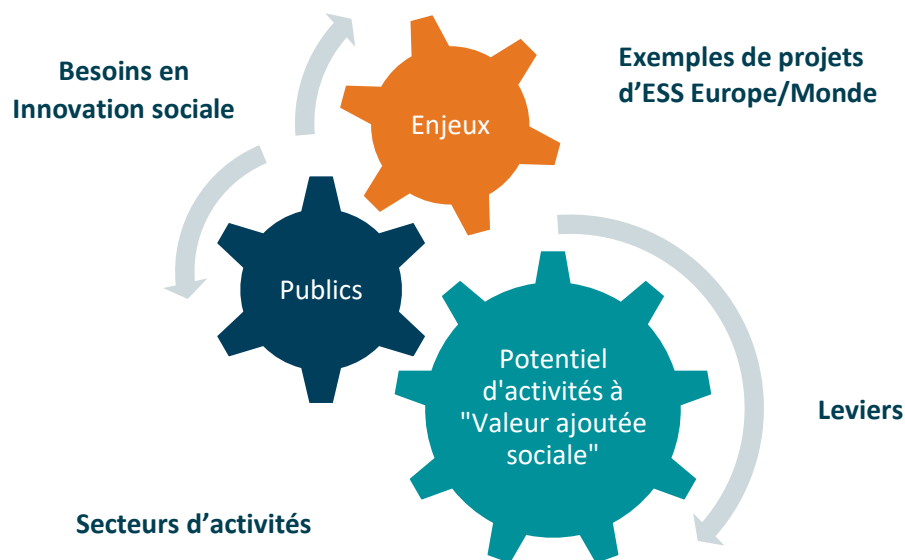 Besoins en
Innovation sociale
Exemples de projets
d’ESS Europe/Monde
Enjeux
Publics
Potentiel
d'activités à
"Valeur ajoutée
sociale"
Leviers
Secteurs d’activités